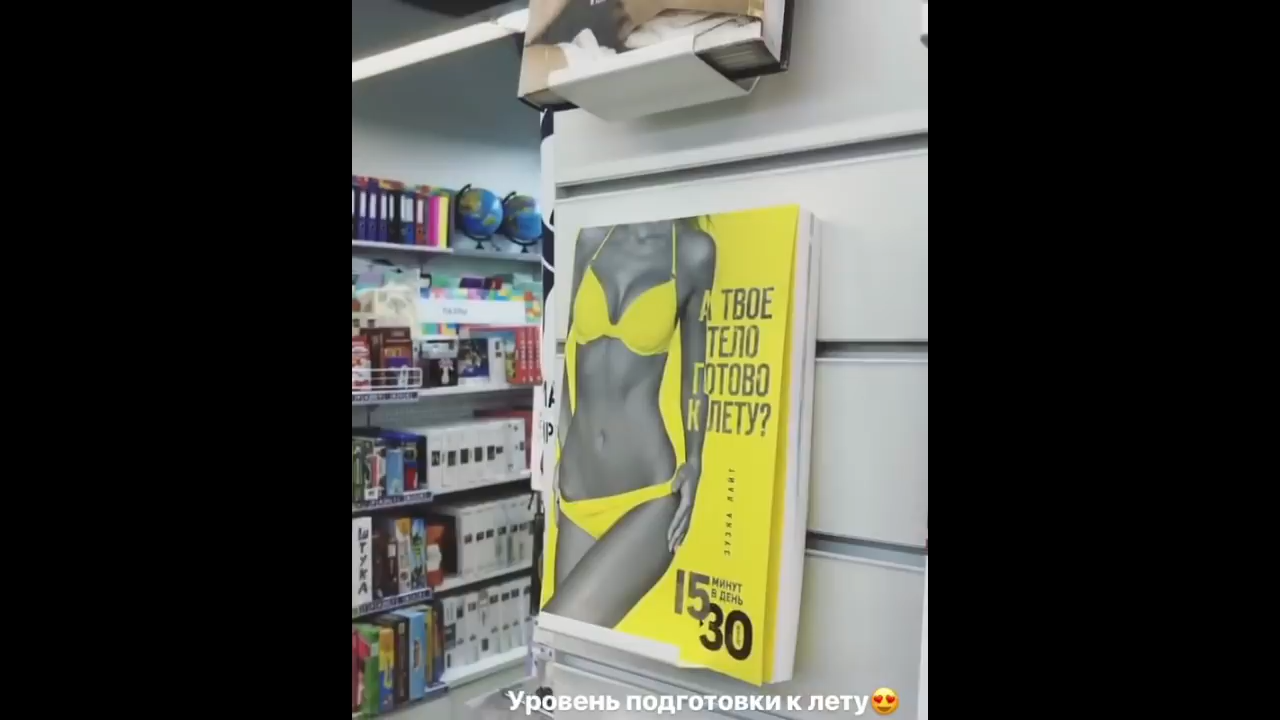 А ТВОЕ
ТЕЛО
ГОТОВО
К ЛЕТУ?
ЗУЗКА ЛАЙТ
15 МИНУТ
В ДЕНЬ
30
ШТУКА
Уровень подготовки к лету😍